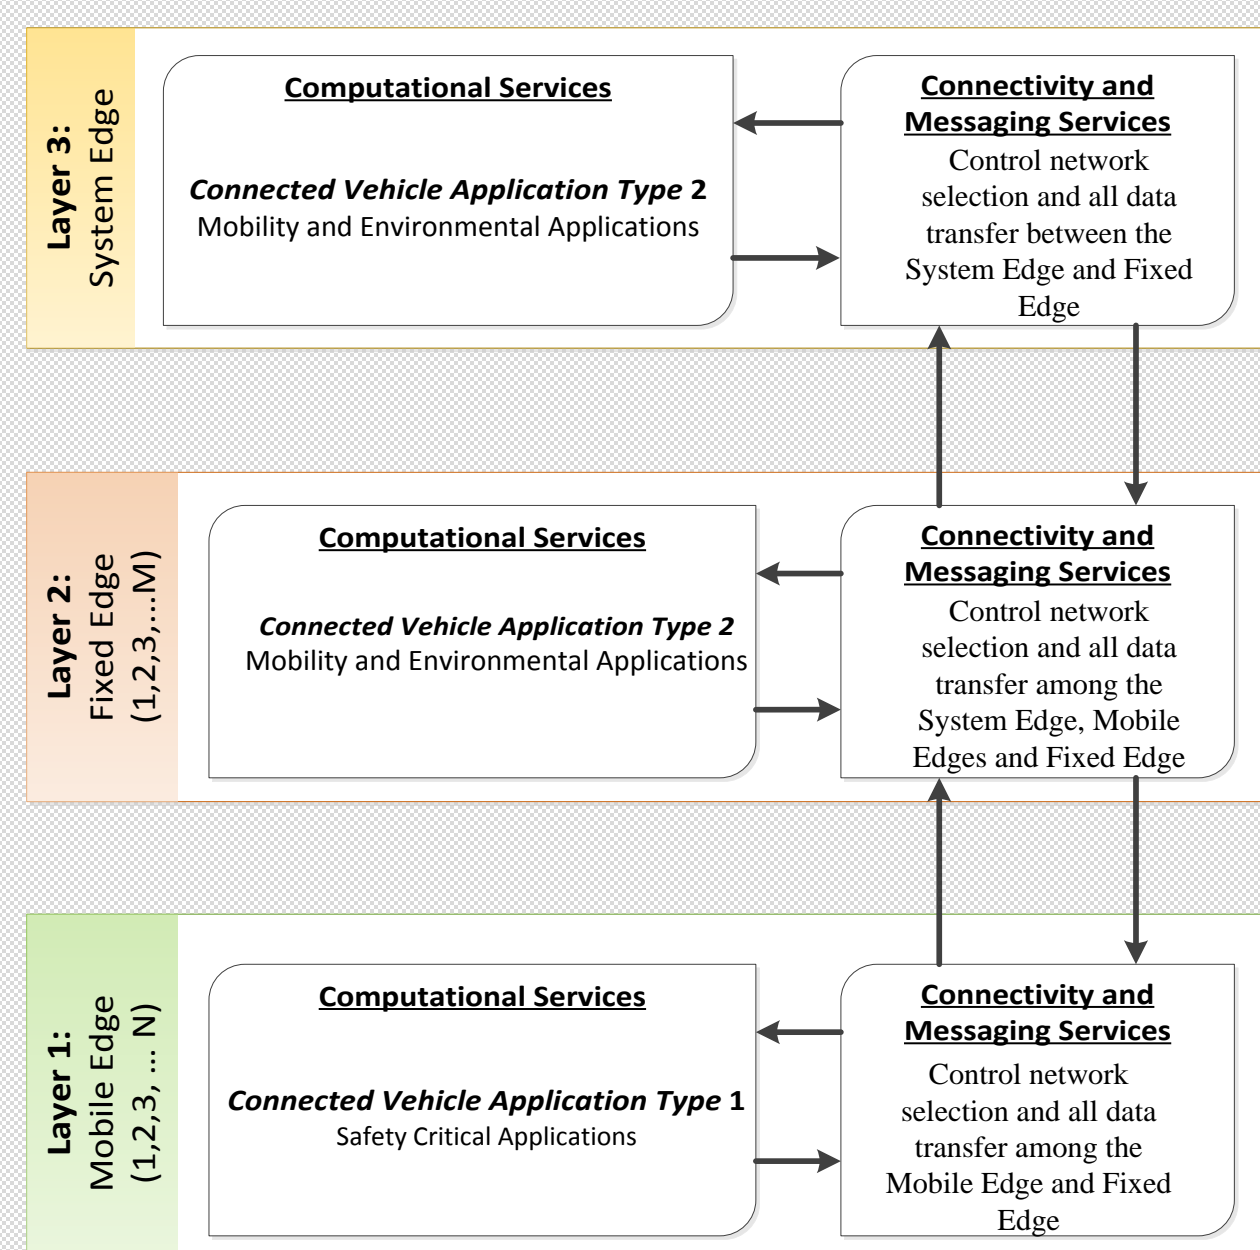 Layer 3:
System Edge
Computational Services
Connected Vehicle Application Type 2
Mobility and Environmental Applications
Connectivity and
Messaging Services
Control network
selection and all data
transfer between the
System Edge and Fixed
Edge
Layer 2:
Fixed Edge
(1,2,3,...M)
Computational Services
Connected Vehicle Application Type 2
Mobility and Environmental Applications
Connectivity and
Messaging Services
Control network
selection and all data
transfer among the
System Edge, Mobile
Edges and Fixed Edge
Layer 1:
Mobile Edge
(1,2,3, ... N)
Computational Services
Connected Vehicle Application Type 1
Safety Critical Applications
Connectivity and
Messaging Services
Control network
selection and all data
transfer among the
Mobile Edge and Fixed
Edge